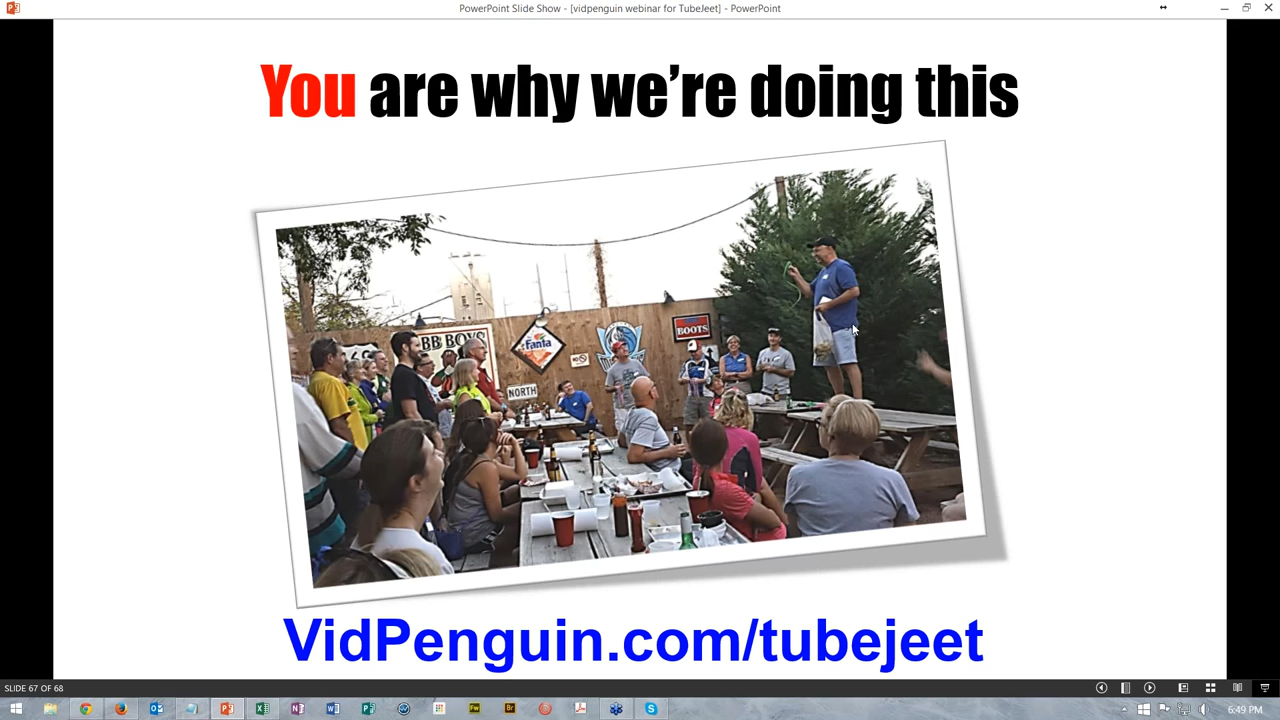 PowerPoint Slide Show - [vidpenguin webinar for TubeJeet] - PowerPoint
You are why we're doing this
BB BOYS
Fanta
BOOTS
NORTH
VidPenguin.com/tubejeet
SLIDE 67 OF 68
6:49 PM